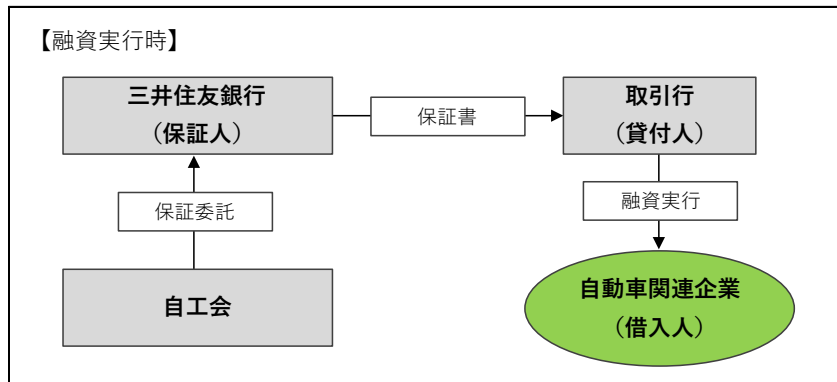 【融資実行時】
三井住友銀行
（保証人）
保証書
取引行
（貸付人）
保証委託
融資実行
自工会
自動車関連企業
（借入人）